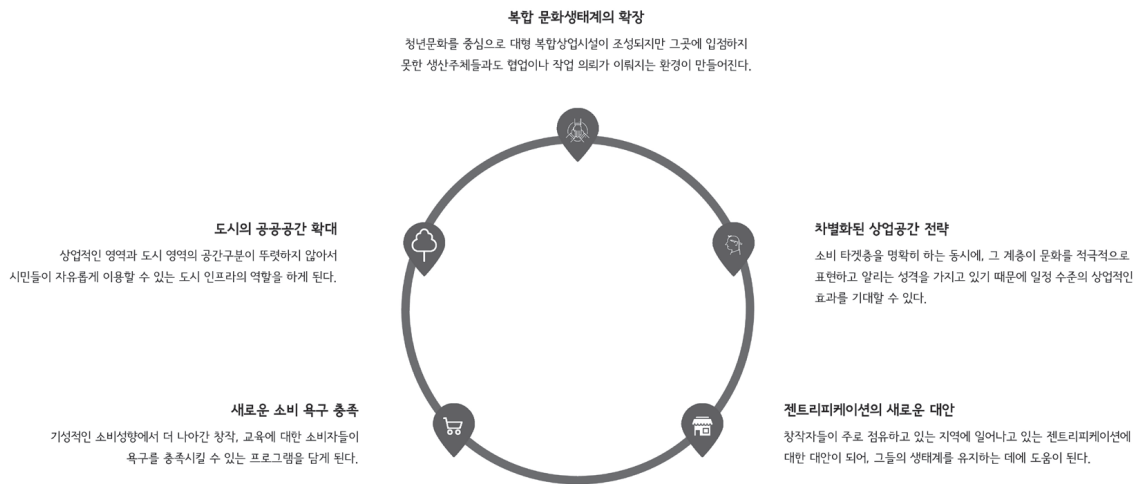 복합 문화생태계의 확장
청년문화를 중심으로 대형 복합상업시설이 조성되지만 그곳에 입점하지
못한 생산주체들과도 협업이나 작업 의뢰가 이뤄지는 환경이 만들어진다.
도시의 공공공간 확대
상업적인 영역과 도시 영역의 공간구분이 뚜렷하지 않아서
시민들이 자유롭게 이용할 수 있는 도시 인프라의 역할을 하게 된다.
차별화된 상업공간 전략
소비 타겟층을 명확히 하는 동시에, 그 계층이 문화를 적극적으로
표현하고 알리는 성격을 가지고 있기 때문에 일정 수준의 상업적인
효과를 기대할 수 있다.
새로운 소비 욕구 충족
기성적인 소비성향에서 더 나아간 창작, 교육에 대한 소비자들이
욕구를 충족시킬 수 있는 프로그램을 담게 된다.
젠트리피케이션의 새로운 대안
창작자들이 주로 점유하고 있는 지역에 일어나고 있는 젠트리피케이션에
대한 대안이 되어, 그들의 생태계를 유지하는 데에 도움이 된다.